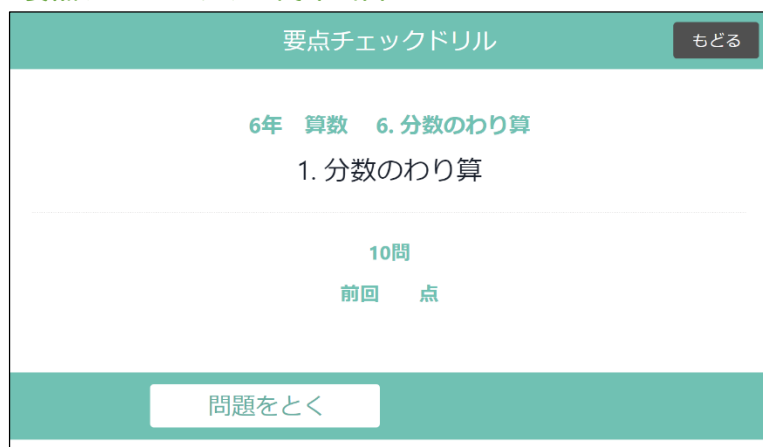 要点チェックドリル
もどる
6年 算数 6. 分数のわり算
1. 分数のわり算
10問
前回 点
問題をとく